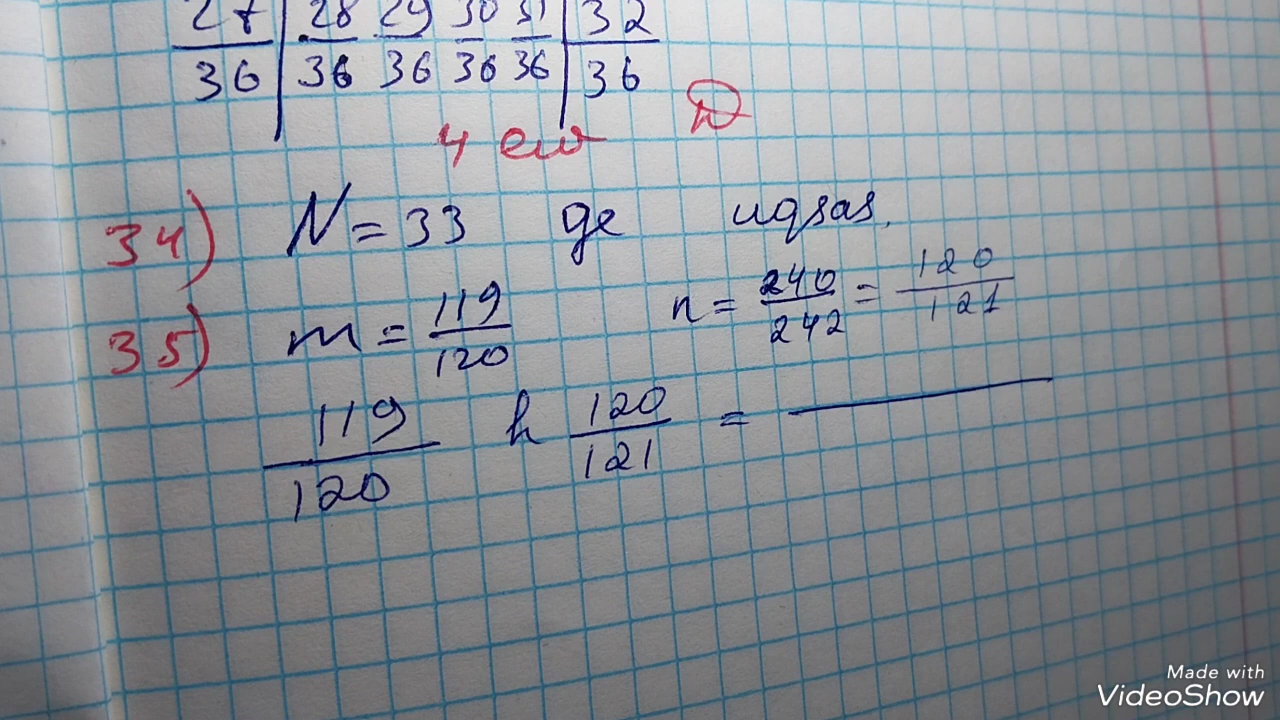 27 | 28 29 30 31 | 32
36 | 36 36 36 36 | 36
4 ew D
34) N = 33 ge uqsas.
35) m = 119/120 n = 240/242 = 120/121
119/120 h 120/121 =
Made with
VideoShow